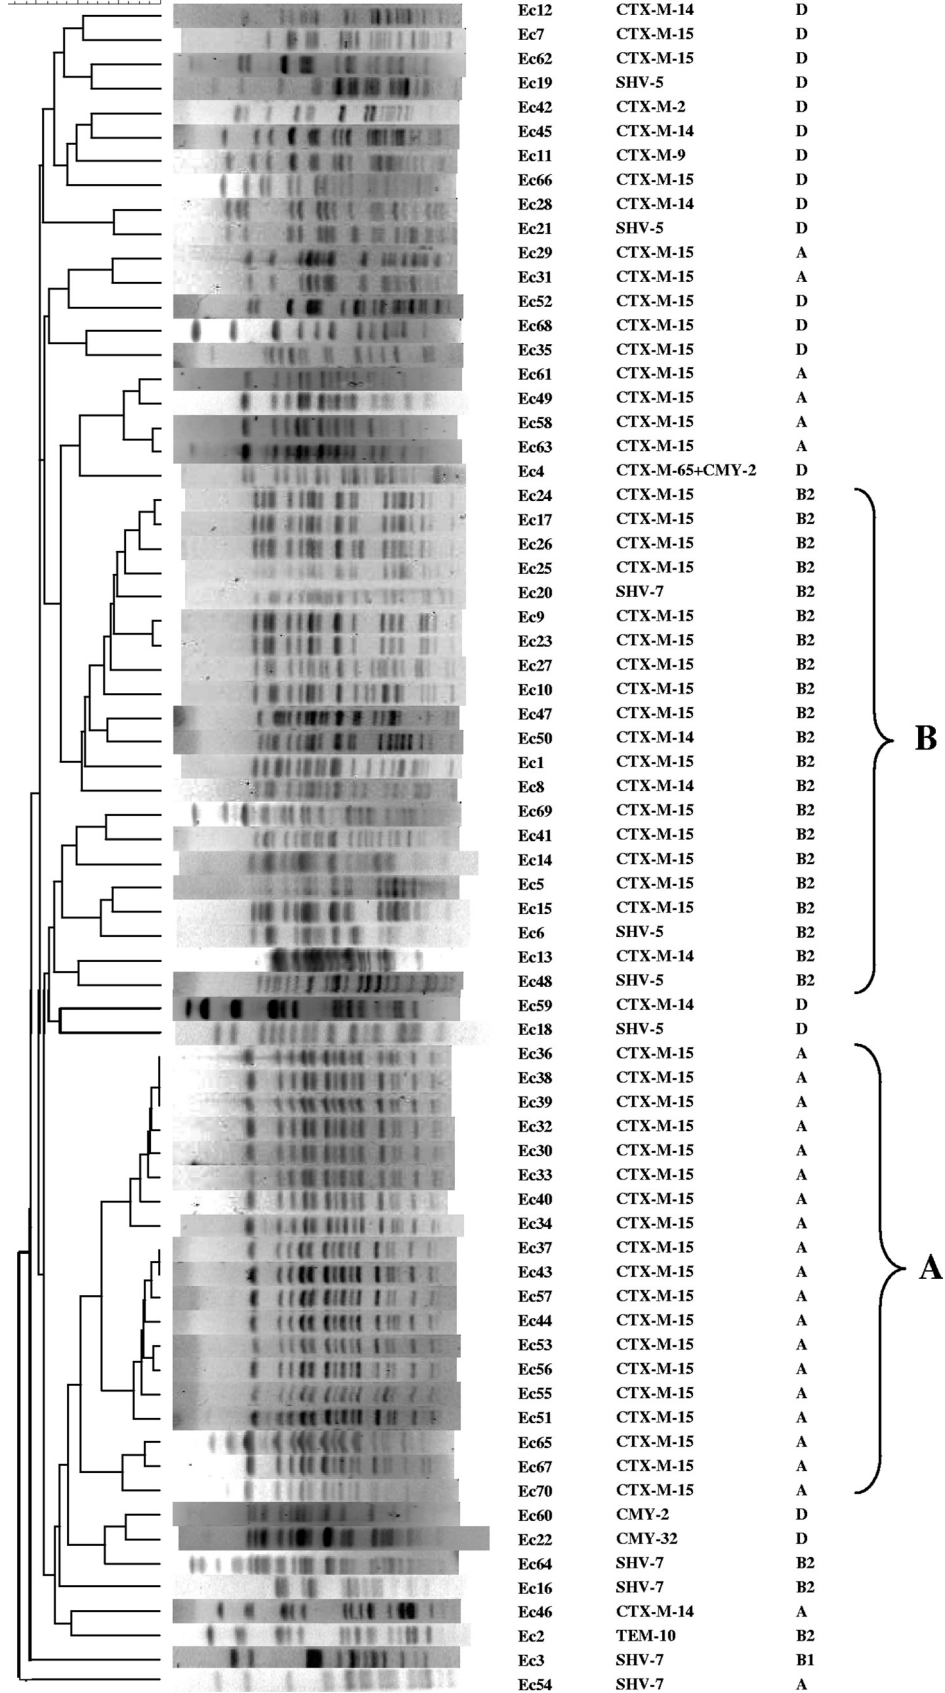 Ec12 CTX-M-14 D
Ec7 CTX-M-15 D
Ec62 CTX-M-15 D
Ec19 SHV-5 D
Ec42 CTX-M-2 D
Ec45 CTX-M-14 D
Ec11 CTX-M-9 D
Ec66 CTX-M-15 D
Ec28 CTX-M-14 D
Ec21 SHV-5 D
Ec29 CTX-M-15 A
Ec31 CTX-M-15 A
Ec52 CTX-M-15 D
Ec68 CTX-M-15 D
Ec35 CTX-M-15 D
Ec61 CTX-M-15 A
Ec49 CTX-M-15 A
Ec58 CTX-M-15 A
Ec63 CTX-M-15 A
Ec4 CTX-M-65+CMY-2 D
Ec24 CTX-M-15 B2
Ec17 CTX-M-15 B2
Ec26 CTX-M-15 B2
Ec25 CTX-M-15 B2
Ec20 SHV-7 B2
Ec9 CTX-M-15 B2
Ec23 CTX-M-15 B2
Ec27 CTX-M-15 B2
Ec10 CTX-M-15 B2
Ec47 CTX-M-15 B2
Ec50 CTX-M-14 B2
B
Ec1 CTX-M-15 B2
Ec8 CTX-M-14 B2
Ec69 CTX-M-15 B2
Ec41 CTX-M-15 B2
Ec14 CTX-M-15 B2
Ec5 CTX-M-15 B2
Ec15 CTX-M-15 B2
Ec6 SHV-5 B2
Ec13 CTX-M-14 B2
Ec48 SHV-5 B2
Ec59 CTX-M-14 D
Ec18 SHV-5 D
Ec36 CTX-M-15 A
Ec38 CTX-M-15 A
Ec39 CTX-M-15 A
Ec32 CTX-M-15 A
Ec30 CTX-M-15 A
Ec33 CTX-M-15 A
Ec40 CTX-M-15 A
Ec34 CTX-M-15 A
Ec37 CTX-M-15 A
Ec43 CTX-M-15 A
A
Ec57 CTX-M-15 A
Ec44 CTX-M-15 A
Ec53 CTX-M-15 A
Ec56 CTX-M-15 A
Ec55 CTX-M-15 A
Ec51 CTX-M-15 A
Ec65 CTX-M-15 A
Ec67 CTX-M-15 A
Ec70 CTX-M-15 A
Ec60 CMY-2 D
Ec22 CMY-32 D
Ec64 SHV-7 B2
Ec16 SHV-7 B2
Ec46 CTX-M-14 A
Ec2 TEM-10 B2
Ec3 SHV-7 B1
Ec54 SHV-7 A